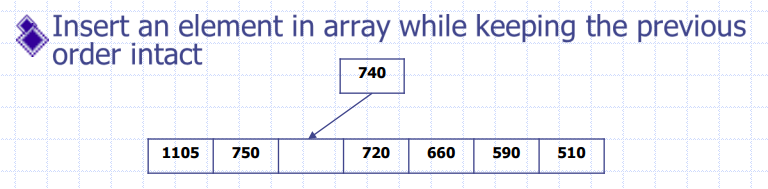 Insert an element in array while keeping the previous
order intact
740
1105 750 720 660 590 510